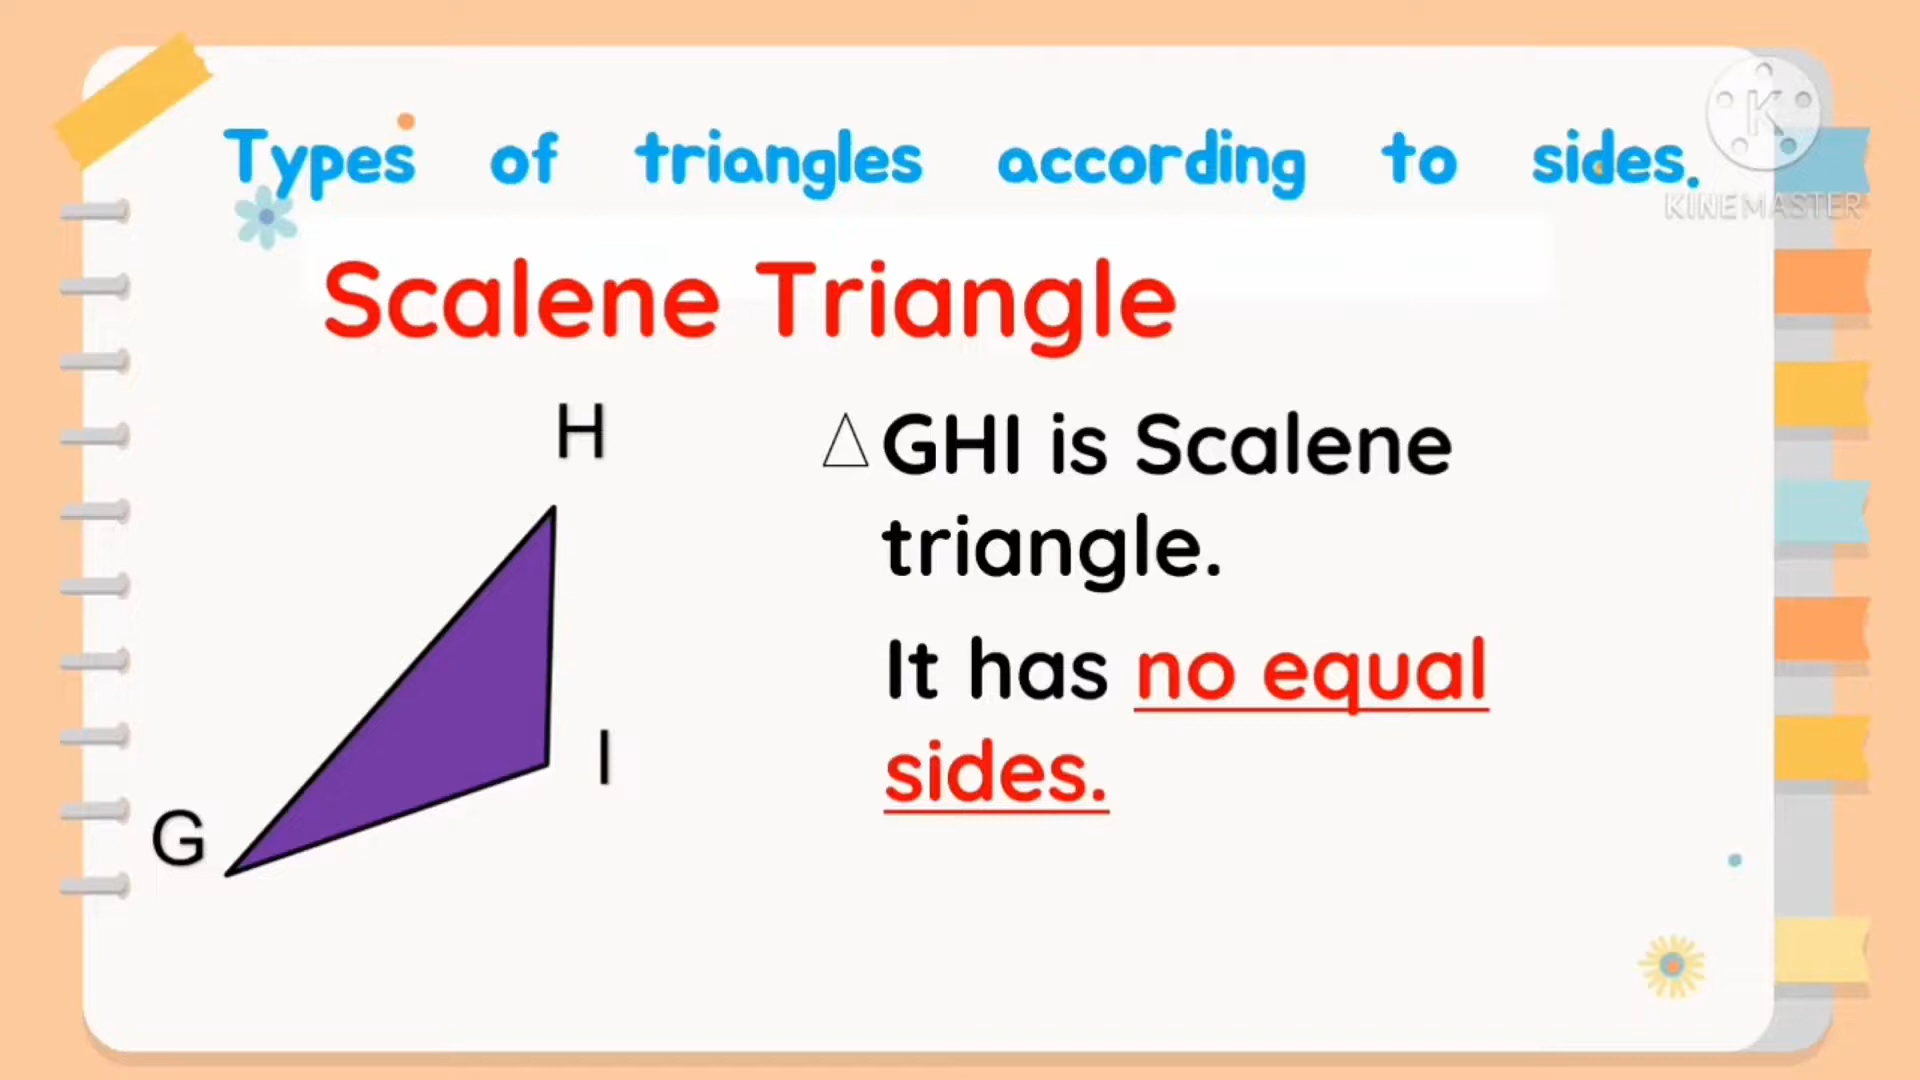 Types of triangles according to sides.
K
KINEMASTER
Scalene Triangle
H
△ GHI is Scalene
triangle.
It has no equal
sides.
I
G